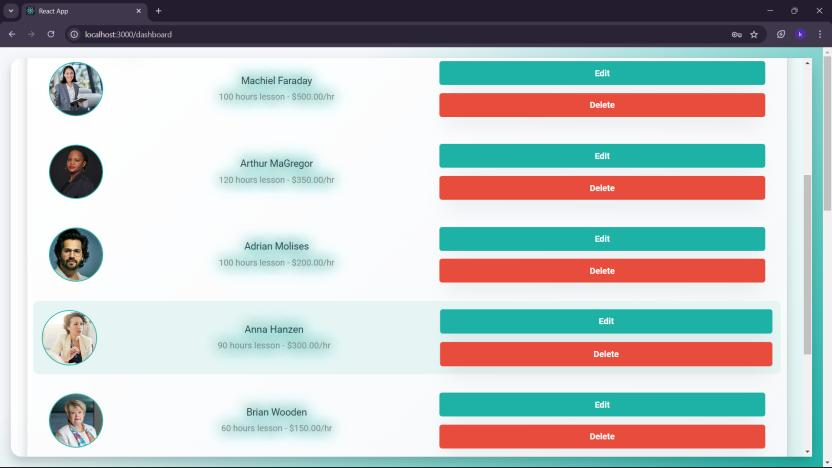 React App
localhost:3000/dashboard
k
Machiel Faraday
100 hours lesson - $500.00/hr
Edit
Delete
Arthur MaGregor
120 hours lesson - $350.00/hr
Edit
Delete
Adrian Molises
100 hours lesson - $200.00/hr
Edit
Delete
Anna Hanzen
90 hours lesson - $300.00/hr
Edit
Delete
Brian Wooden
60 hours lesson - $150.00/hr
Edit
Delete